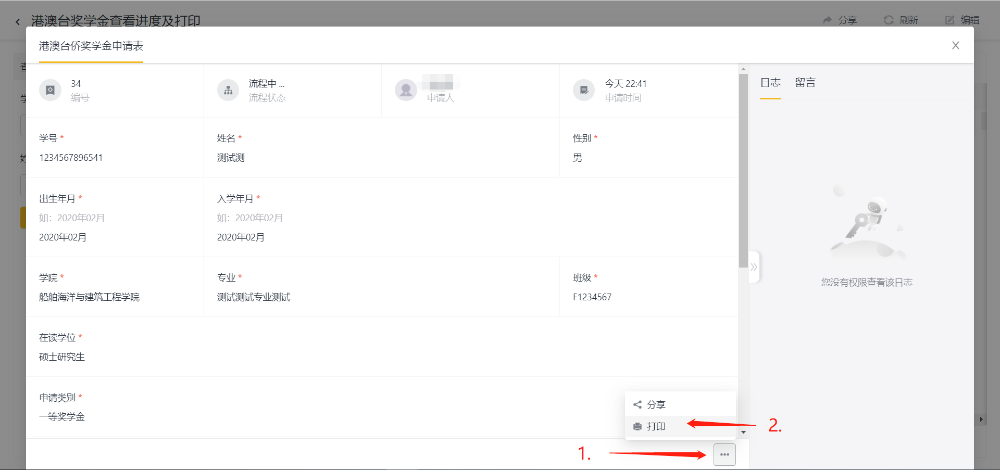 港澳台奖学金查看进度及打印
分享
刷新
编辑
港澳台侨奖学金申请表
34
编号
流程中 ...
流程状态
申请人
今天 22:41
申请时间
日志
留言
学号 *
1234567896541
姓名 *
测试测
性别 *
男
出生年月 *
如：2020年02月
2020年02月
入学年月 *
如：2020年02月
2020年02月
学院 *
船舶海洋与建筑工程学院
专业 *
测试测试专业测试
班级 *
F1234567
您没有权限查看该日志
在读学位 *
硕士研究生
申请类别 *
一等奖学金
分享
打印
2.
1.